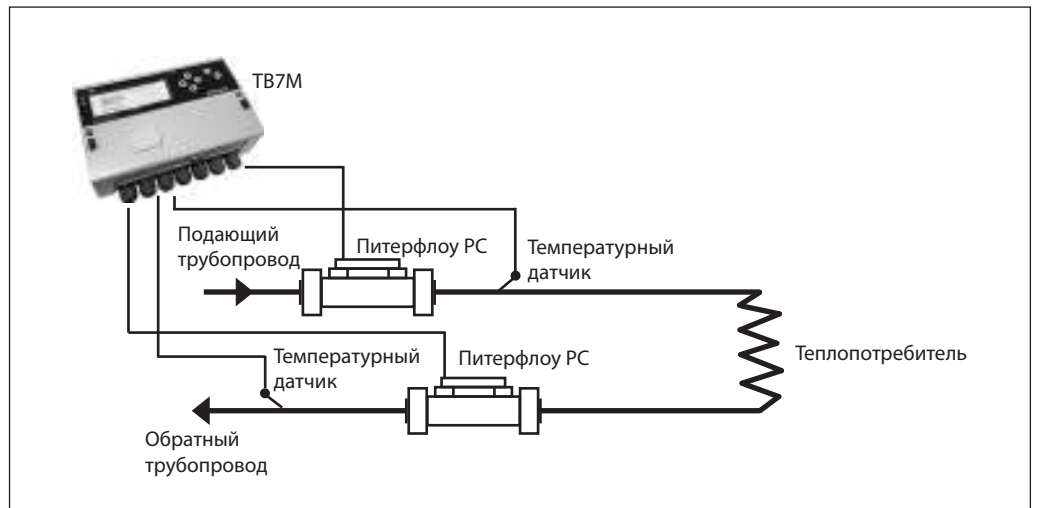 ТВ7М
Подающий
трубопровод
Питерфлоу РС
Температурный
датчик
Температурный
датчик
Питерфлоу РС
Теплопотребитель
Обратный
трубопровод